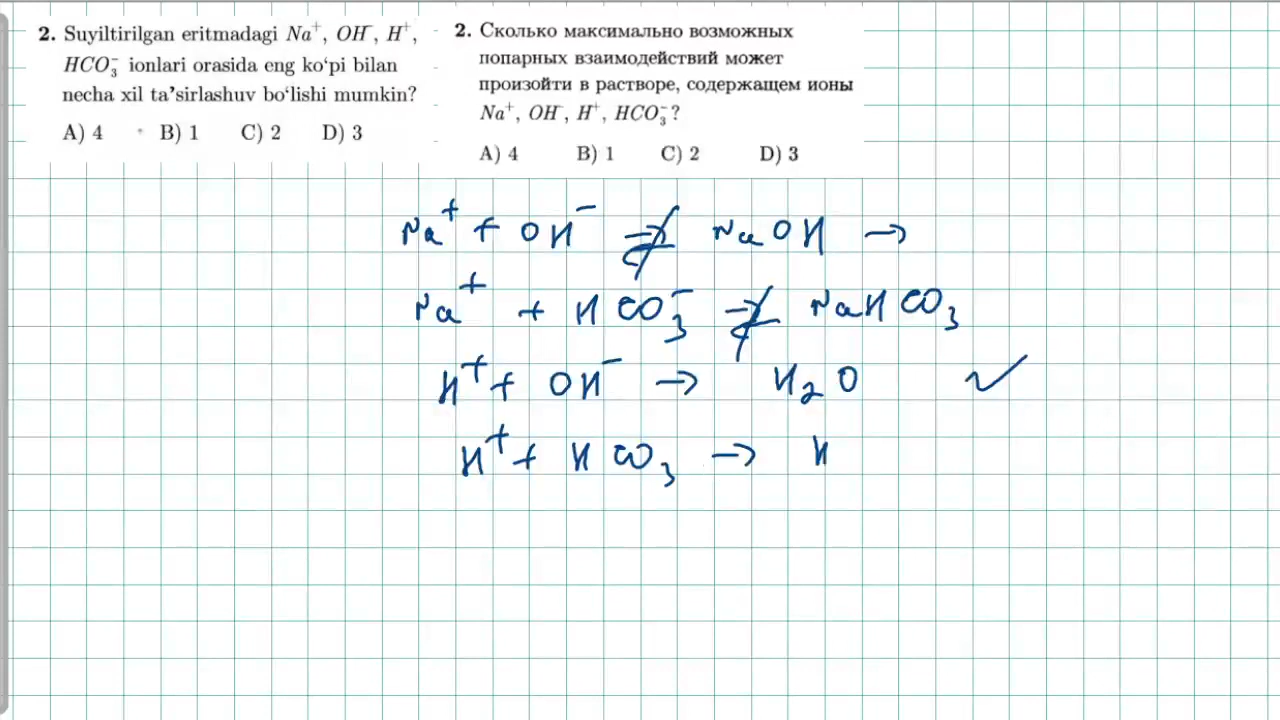 2. Suyiltirilgan eritmadagi Na⁺, OH⁻, H⁺,
HCO₃⁻ ionlari orasida eng ko‘pi bilan
necha xil ta’sirlashuv bo‘lishi mumkin?
A) 4 B) 1 C) 2 D) 3
2. Сколько максимально возможных
попарных взаимодействий может
произойти в растворе, содержащем ионы
Na⁺, OH⁻, H⁺, HCO₃⁻?
A) 4 B) 1 C) 2 D) 3
Na⁺ + OH⁻ ↛ NaOH →
Na⁺ + HCO₃⁻ ↛ NaHCO₃
H⁺ + OH⁻ → H₂O ✓
H⁺ + HCO₃ → H